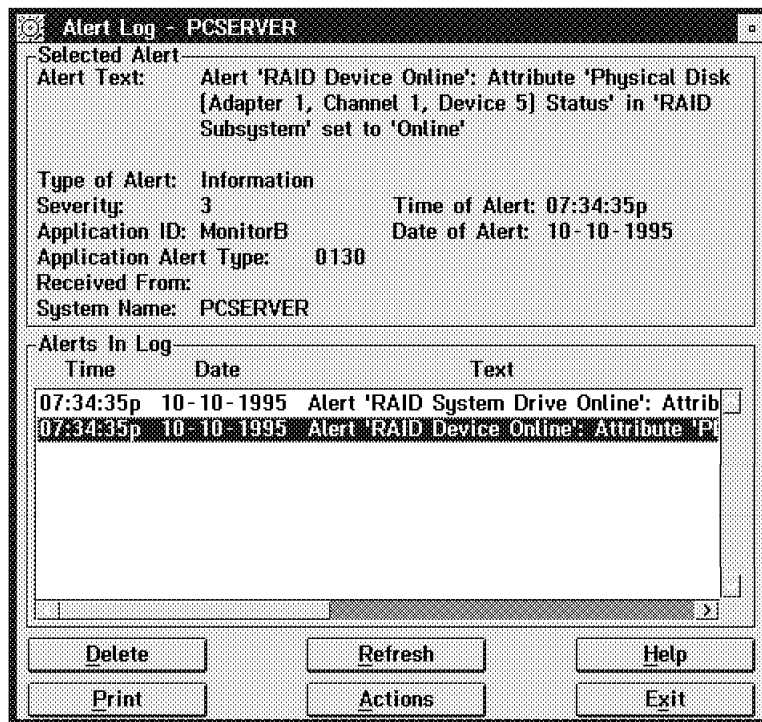 Alert Log - PCSERVER
Selected Alert
Alert Text: Alert 'RAID Device Online': Attribute 'Physical Disk
(Adapter 1, Channel 1, Device 5) Status' in 'RAID
Subsystem' set to 'Online'
Type of Alert: Information
Severity: 3 Time of Alert: 07:34:35p
Application ID: MonitorB Date of Alert: 10-10-1995
Application Alert Type: 0130
Received From:
System Name: PCSERVER
Alerts In Log
Time Date Text
07:34:35p 10-10-1995 Alert 'RAID System Drive Online': Attrib
07:34:35p 10-10-1995 Alert 'RAID Device Online': Attribute 'Ph
Delete Refresh Help
Print Actions Exit